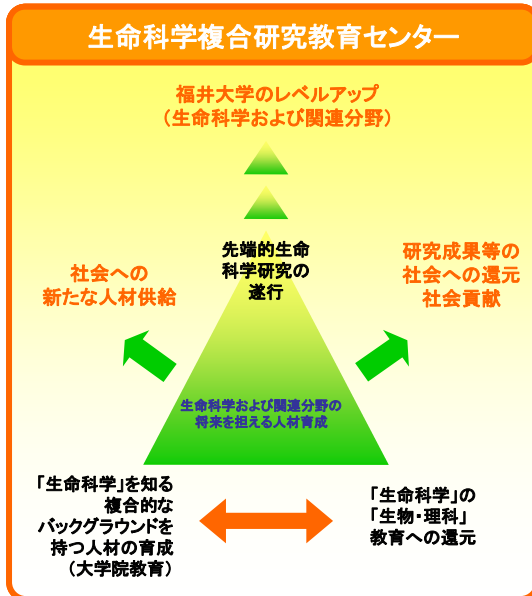 生命科学複合研究教育センター
福井大学のレベルアップ
（生命科学および関連分野）
先端的生命
科学研究の
遂行
社会への
新たな人材供給
研究成果等の
社会への還元
社会貢献
生命科学および関連分野の
将来を担える人材育成
「生命科学」を知る
複合的な
バックグラウンドを
持つ人材の育成
（大学院教育）
「生命科学」の
「生物・理科」
教育への還元